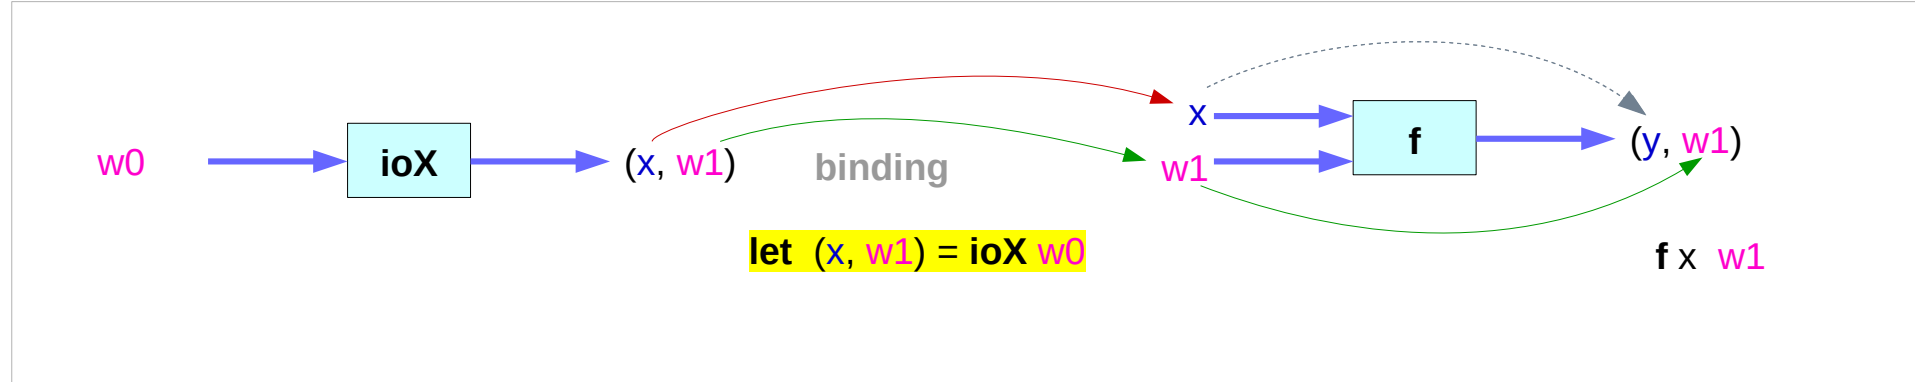 w0 ioX (x, w1) binding x w1 f (y, w1)
let (x, w1) = ioX w0
f x w1